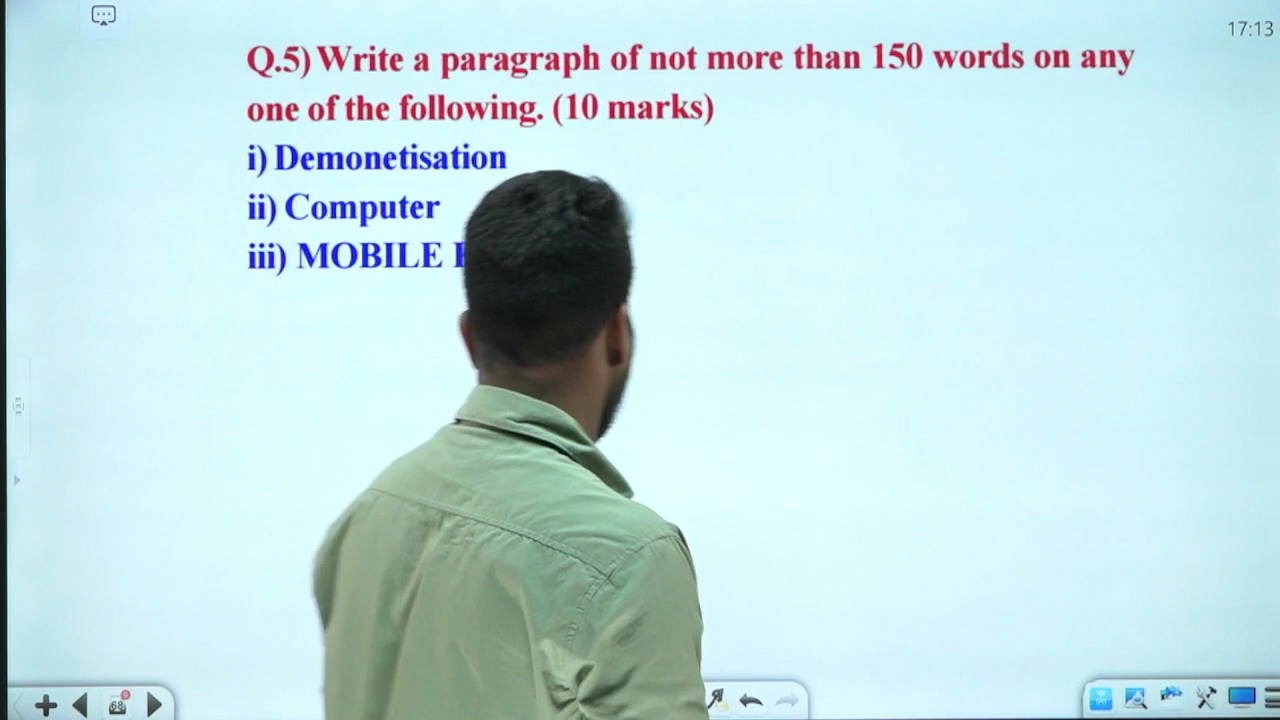 17:13
Q.5) Write a paragraph of not more than 150 words on any
one of the following. (10 marks)
i) Demonetisation
ii) Computer
iii) MOBILE
68